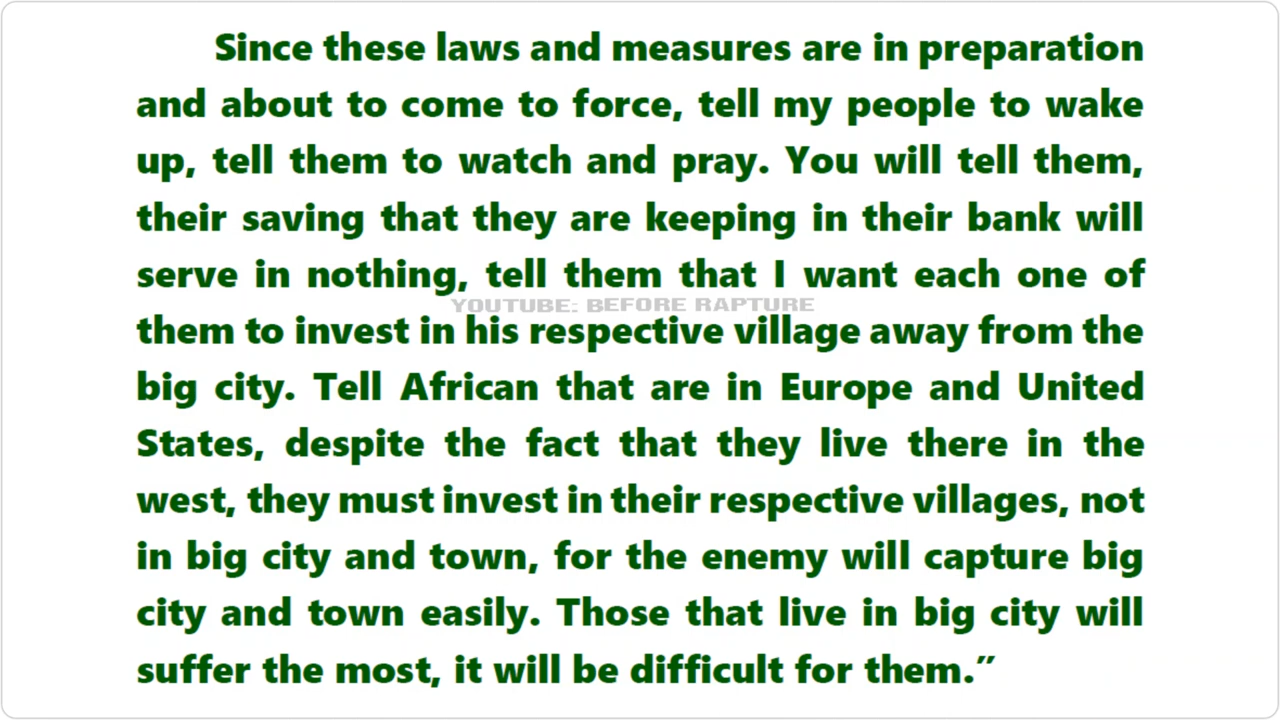 Since these laws and measures are in preparation
and about to come to force, tell my people to wake
up, tell them to watch and pray. You will tell them,
their saving that they are keeping in their bank will
serve in nothing, tell them that I want each one of
YOUTUBE: BEFORE RAPTURE
them to invest in his respective village away from the
big city. Tell African that are in Europe and United
States, despite the fact that they live there in the
west, they must invest in their respective villages, not
in big city and town, for the enemy will capture big
city and town easily. Those that live in big city will
suffer the most, it will be difficult for them.”